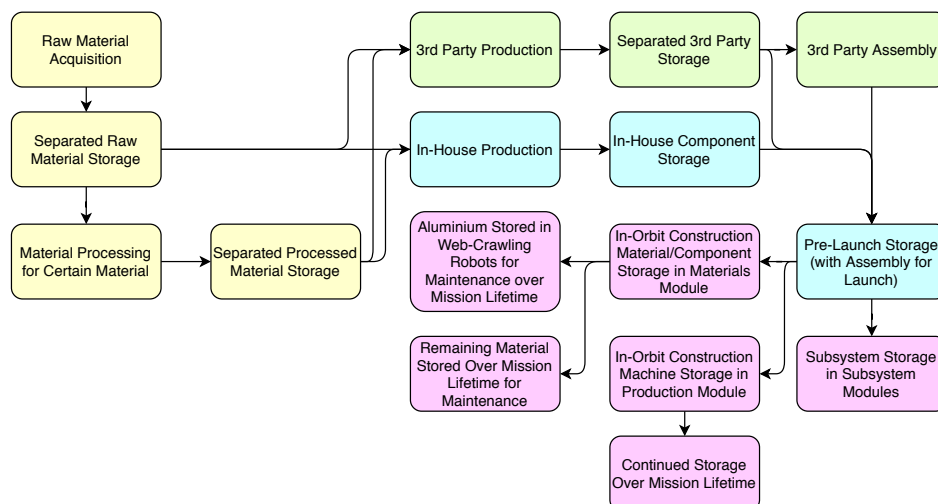 Raw Material
Acquisition
3rd Party Production
Separated 3rd Party
Storage
3rd Party Assembly
Separated Raw
Material Storage
In-House Production
In-House Component
Storage
Material Processing
for Certain Material
Separated Processed
Material Storage
Aluminium Stored in
Web-Crawling
Robots for
Maintenance over
Mission Lifetime
In-Orbit Construction
Material/Component
Storage in Materials
Module
Pre-Launch Storage
(with Assembly for
Launch)
Remaining Material
Stored Over Mission
Lifetime for
Maintenance
In-Orbit Construction
Machine Storage in
Production Module
Subsystem Storage
in Subsystem
Modules
Continued Storage
Over Mission Lifetime